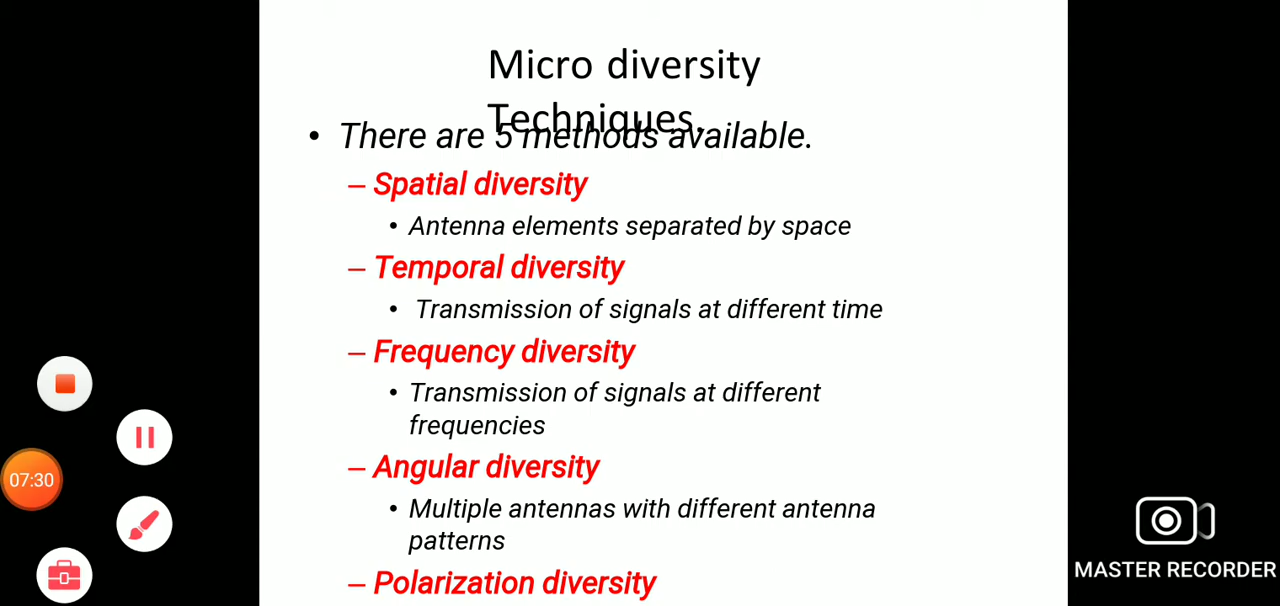 Micro diversity
Techniques.
• There are 5 methods available.
– Spatial diversity
• Antenna elements separated by space
– Temporal diversity
• Transmission of signals at different time
– Frequency diversity
• Transmission of signals at different
frequencies
– Angular diversity
• Multiple antennas with different antenna
patterns
– Polarization diversity
07:30
MASTER RECORDER